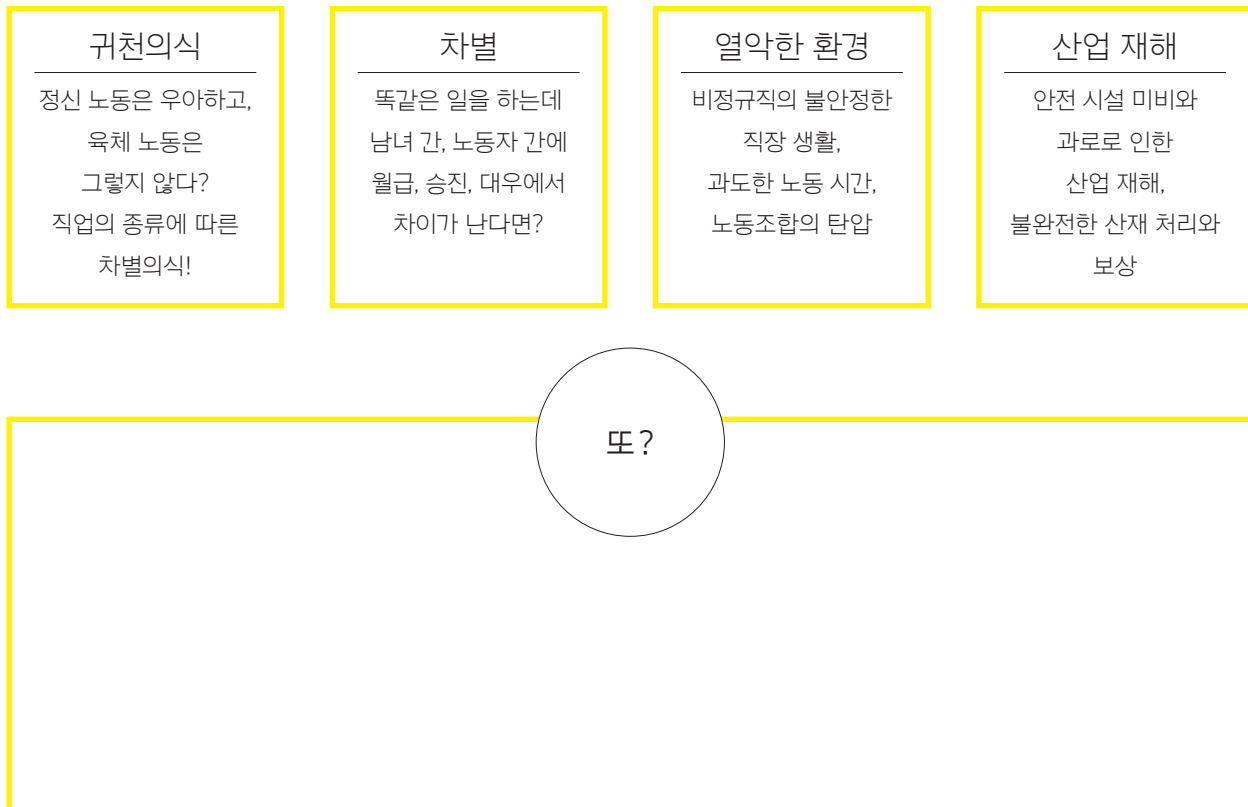 귀천의식
정신 노동은 우아하고,
육체 노동은
그렇지 않다?
직업의 종류에 따른
차별의식!
차별
똑같은 일을 하는데
남녀 간, 노동자 간에
월급, 승진, 대우에서
차이가 난다면?
열악한 환경
비정규직의 불안정한
직장 생활,
과도한 노동 시간,
노동조합의 탄압
산업 재해
안전 시설 미비와
과로로 인한
산업 재해,
불완전한 산재 처리와
보상
또?